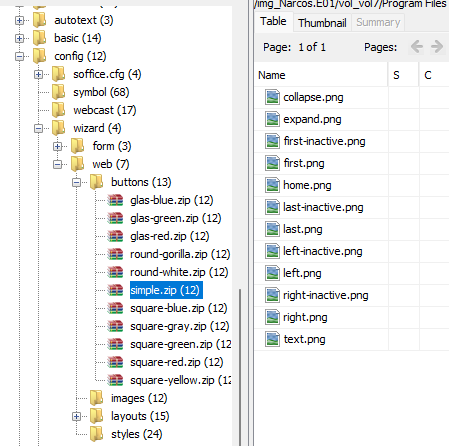 autotext (3)
basic (14)
config (12)
soffice.cfg (4)
symbol (68)
webcast (17)
wizard (4)
form (3)
web (7)
buttons (13)
glas-blue.zip (12)
glas-green.zip (12)
glas-red.zip (12)
round-gorilla.zip (12)
round-white.zip (12)
simple.zip (12)
square-blue.zip (12)
square-gray.zip (12)
square-green.zip (12)
square-red.zip (12)
square-yellow.zip (12)
images (12)
layouts (15)
styles (24)
/img_Narcos.E01/vol_vol7/Program Files
Table Thumbnail Summary
Page: 1 of 1 Pages:
Name S C
collapse.png
expand.png
first-inactive.png
first.png
home.png
last-inactive.png
last.png
left-inactive.png
left.png
right-inactive.png
right.png
text.png